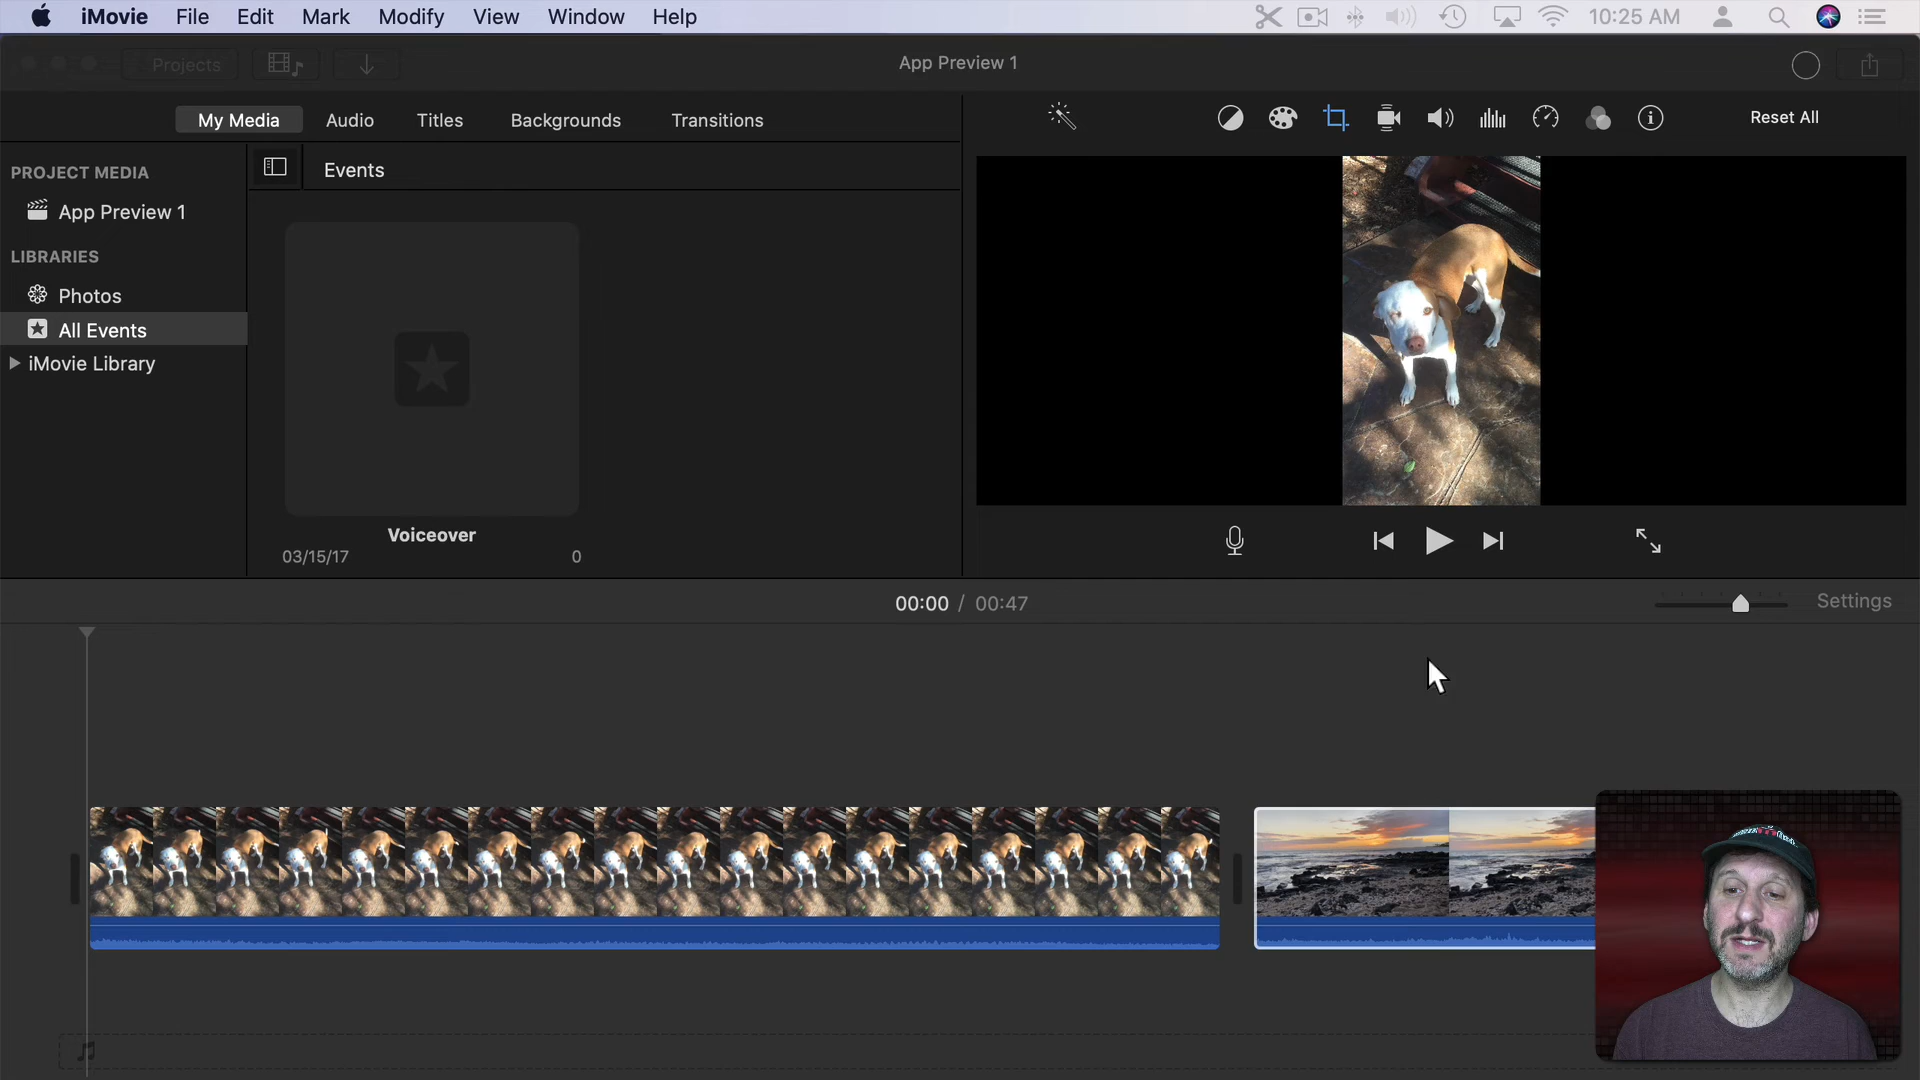 iMovie File Edit Mark Modify View Window Help 10:25 AM
Projects App Preview 1
My Media Audio Titles Backgrounds Transitions Reset All
PROJECT MEDIA
App Preview 1
LIBRARIES
Photos
All Events
iMovie Library
Events
Voiceover
03/15/17 0
00:00 / 00:47 Settings